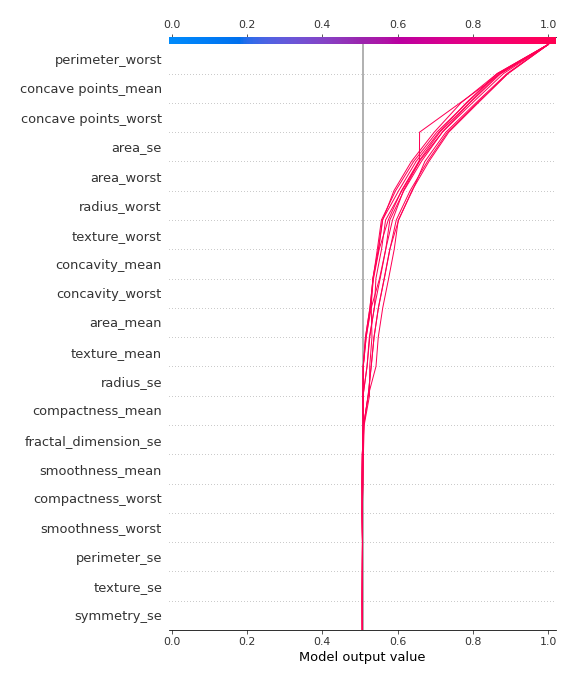 0.0 0.2 0.4 0.6 0.8 1.0
perimeter_worst
concave points_mean
concave points_worst
area_se
area_worst
radius_worst
texture_worst
concavity_mean
concavity_worst
area_mean
texture_mean
radius_se
compactness_mean
fractal_dimension_se
smoothness_mean
compactness_worst
smoothness_worst
perimeter_se
texture_se
symmetry_se
0.0 0.2 0.4 0.6 0.8 1.0
Model output value